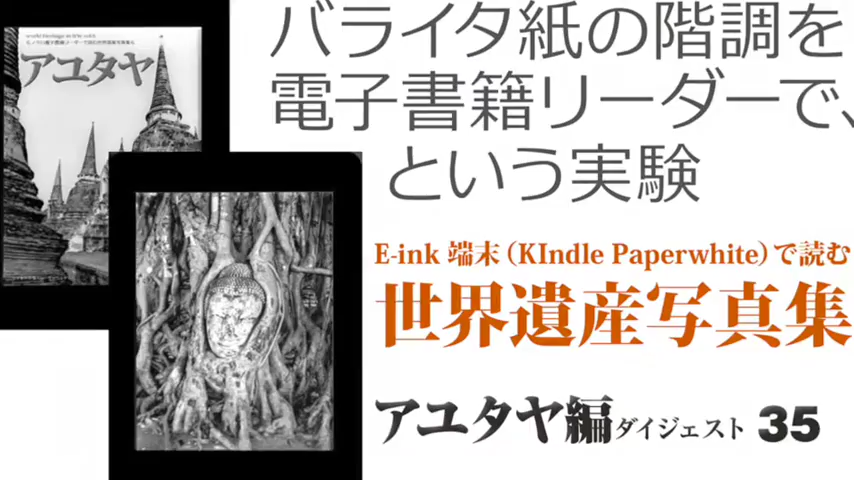 アユタヤ
バライタ紙の階調を
電子書籍リーダーで、
という実験
E-ink 端末（KIndle Paperwhite）で読む
世界遺産写真集
アユタヤ編ダイジェスト 35